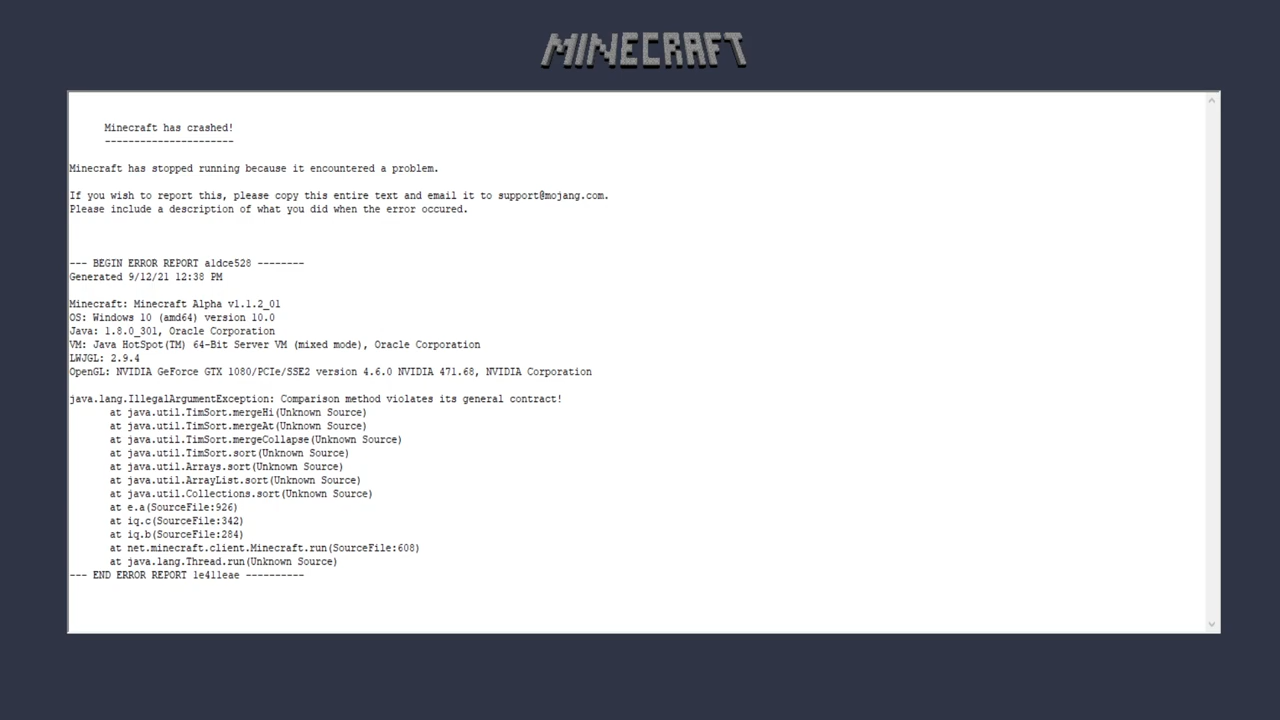 MINECRAFT
Minecraft has crashed!
----------------------
Minecraft has stopped running because it encountered a problem.
If you wish to report this, please copy this entire text and email it to support@mojang.com.
Please include a description of what you did when the error occured.
--- BEGIN ERROR REPORT a1dce528 --------
Generated 9/12/21 12:38 PM
Minecraft: Minecraft Alpha v1.1.2_01
OS: Windows 10 (amd64) version 10.0
Java: 1.8.0_301, Oracle Corporation
VM: Java HotSpot(TM) 64-Bit Server VM (mixed mode), Oracle Corporation
LWJGL: 2.9.4
OpenGL: NVIDIA GeForce GTX 1080/PCIe/SSE2 version 4.6.0 NVIDIA 471.68, NVIDIA Corporation
java.lang.IllegalArgumentException: Comparison method violates its general contract!
at java.util.TimSort.mergeHi(Unknown Source)
at java.util.TimSort.mergeAt(Unknown Source)
at java.util.TimSort.mergeCollapse(Unknown Source)
at java.util.TimSort.sort(Unknown Source)
at java.util.Arrays.sort(Unknown Source)
at java.util.ArrayList.sort(Unknown Source)
at java.util.Collections.sort(Unknown Source)
at e.a(SourceFile:926)
at iq.c(SourceFile:342)
at iq.b(SourceFile:284)
at net.minecraft.client.Minecraft.run(SourceFile:608)
at java.lang.Thread.run(Unknown Source)
--- END ERROR REPORT 1e411eae ----------